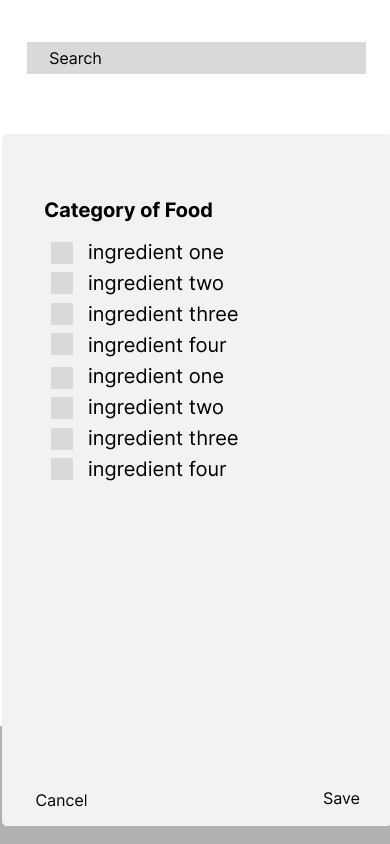 Search
Category of Food
ingredient one
ingredient two
ingredient three
ingredient four
ingredient one
ingredient two
ingredient three
ingredient four
Cancel
Save